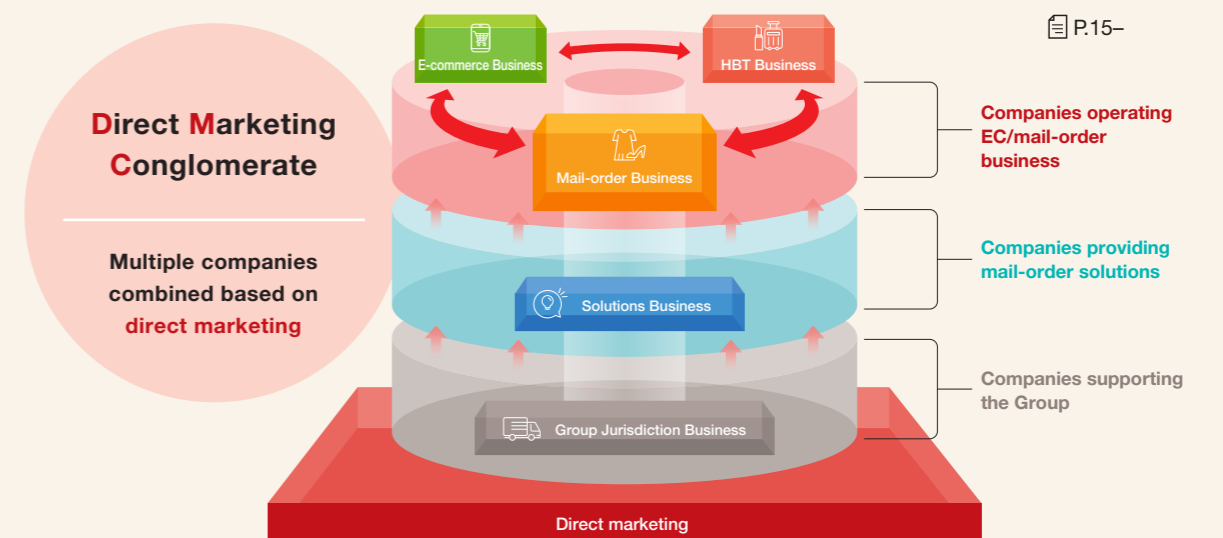 Direct Marketing
Conglomerate
Multiple companies
combined based on
direct marketing
E-commerce Business
HBT Business
Mail-order Business
Solutions Business
Group Jurisdiction Business
Direct marketing
P.15–
Companies operating
EC/mail-order
business
Companies providing
mail-order solutions
Companies supporting
the Group